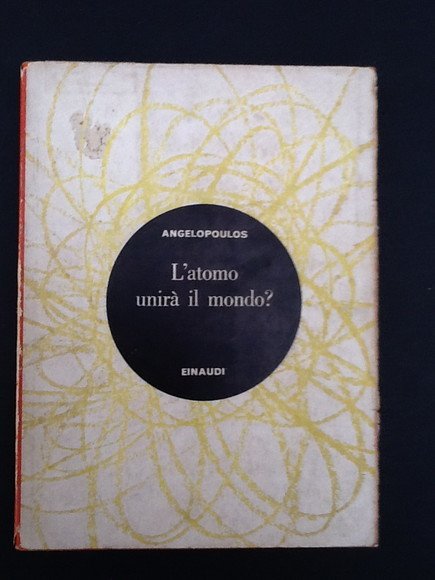 ANGELOPOULOS
L'atomo
unirà il mondo?
EINAUDI